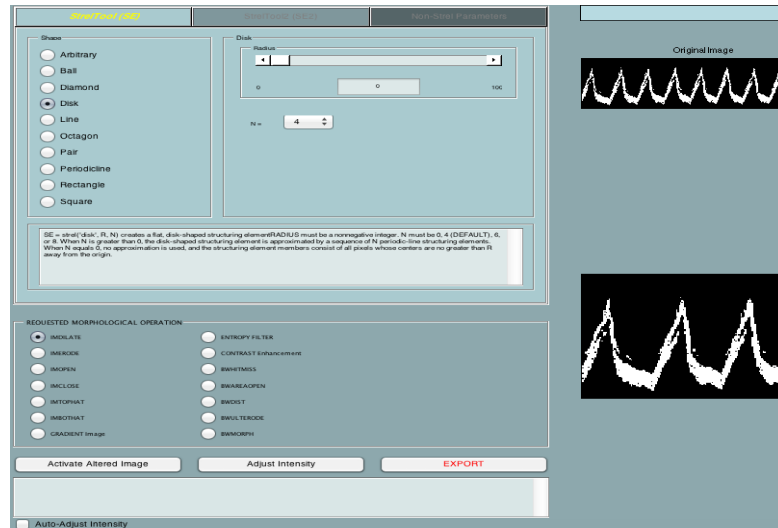 StrelTool (SE)
Non-Strel Parameters
Shape
Arbitrary
Ball
Diamond
Disk
Line
Octagon
Pair
Periodicline
Rectangle
Square
Disk
Radius
0
0
100
N =
4
SE = strel('disk', R, N) creates a flat, disk-shaped structuring elementRADIUS must be a nonnegative integer. N must be 0, 4 (DEFAULT), 6,
or 8. When N is greater than 0, the disk-shaped structuring element is approximated by a sequence of N periodic-line structuring elements.
When N equals 0, no approximation is used, and the structuring element members consist of all pixels whose centers are no greater than R
away from the origin.
Original Image
REQUESTED MORPHOLOGICAL OPERATION
IMDILATE
IMERODE
IMOPEN
IMCLOSE
IMTOPHAT
IMBOTHAT
GRADIENT Image
ENTROPY FILTER
CONTRAST Enhancement
BWHITMISS
BWAREAOPEN
BWDIST
BWULTERODE
BWMORPH
Activate Altered Image
Adjust Intensity
EXPORT
Auto-Adjust Intensity